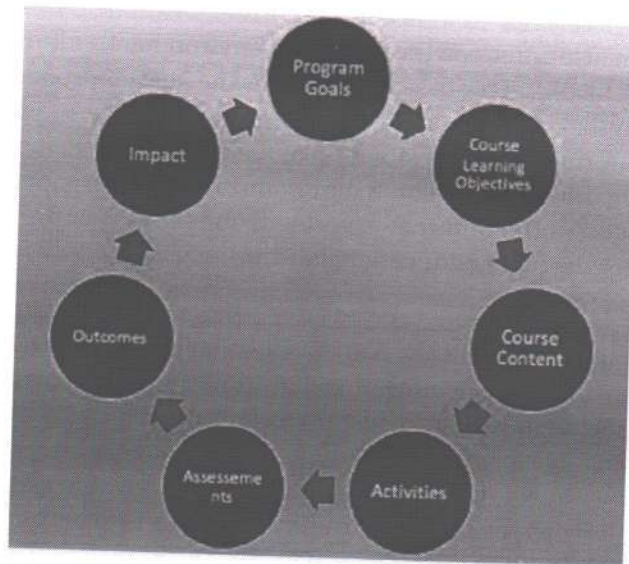 Program
Goals
Course
Learning
Objectives
Course
Content
Activities
Assesseme
nts
Outcomes
Impact